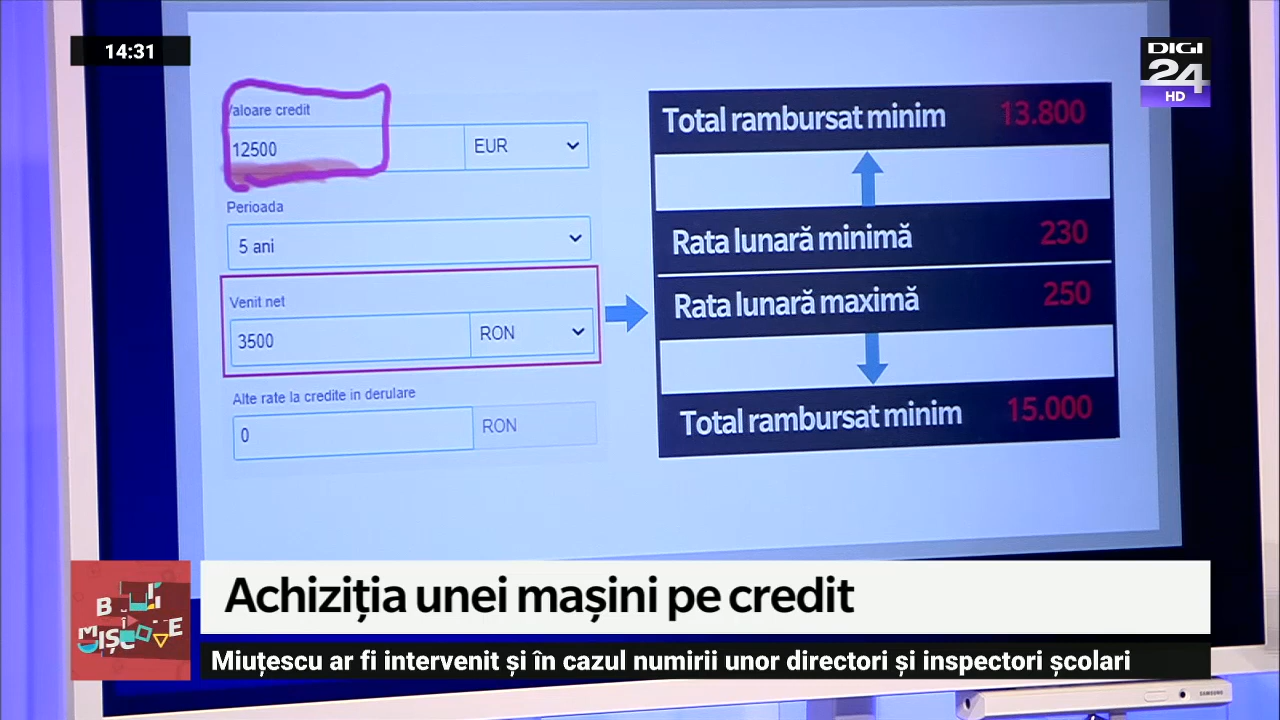 14:31
DIGI
24
HD
Valoare credit
12500
EUR
Perioada
5 ani
Venit net
3500
RON
Alte rate la credite in derulare
0
RON
Total rambursat minim 13.800
Rata lunară minimă 230
Rata lunară maximă 250
Total rambursat minim 15.000
Achiziția unei mașini pe credit
Miuțescu ar fi intervenit și în cazul numirii unor directori și inspectori școlari
SAMSUNG